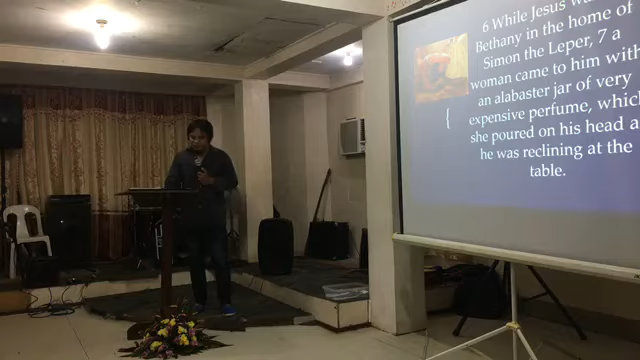 6 While Jesus
Bethany in the home of
Simon the Leper, 7 a
woman came to him with
an alabaster jar of very
expensive perfume, which
she poured on his head
he was reclining at the
table.